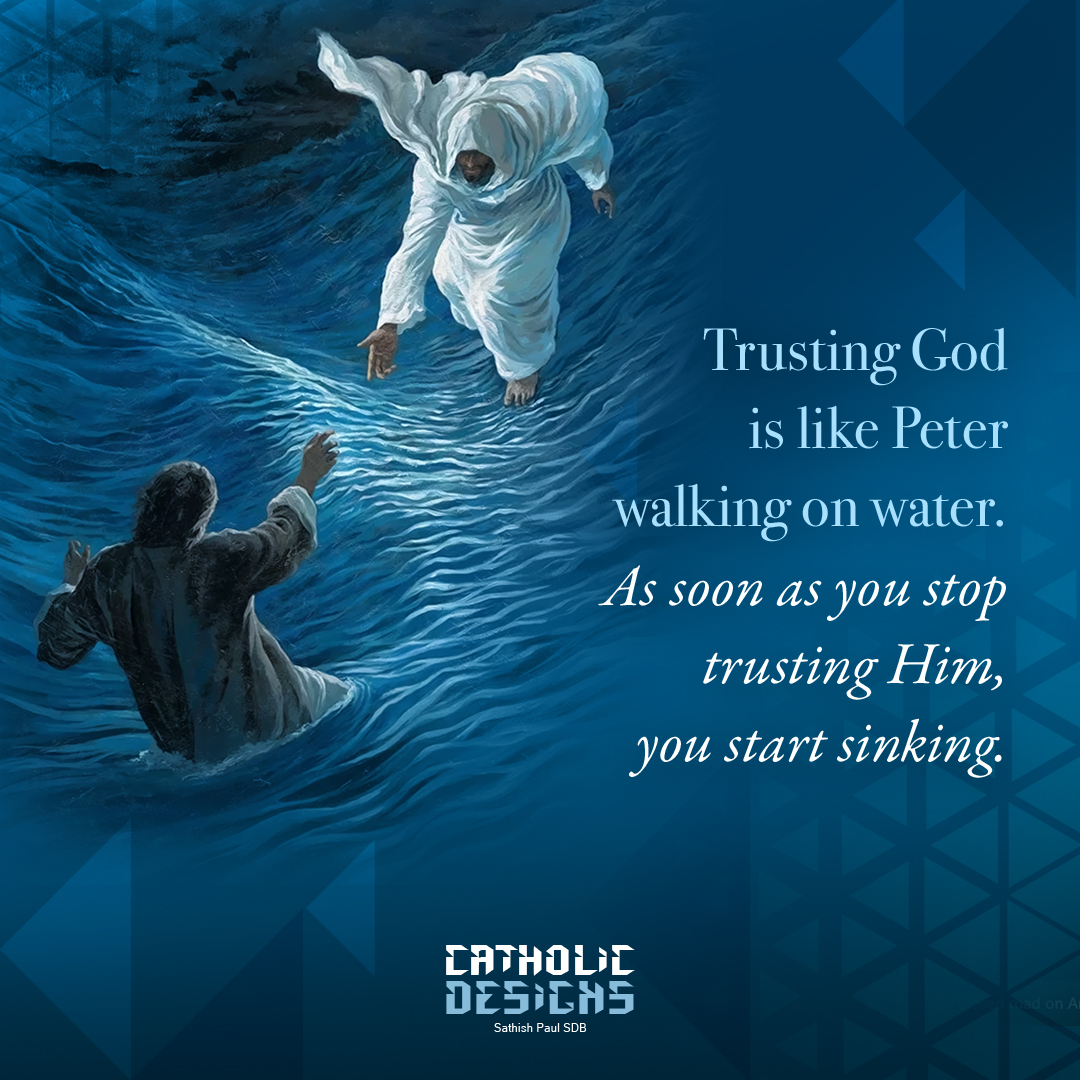 Trusting God
is like Peter
walking on water.
As soon as you stop
trusting Him,
you start sinking.
CATHOLIC
DESIGNS
Sathish Paul SDB